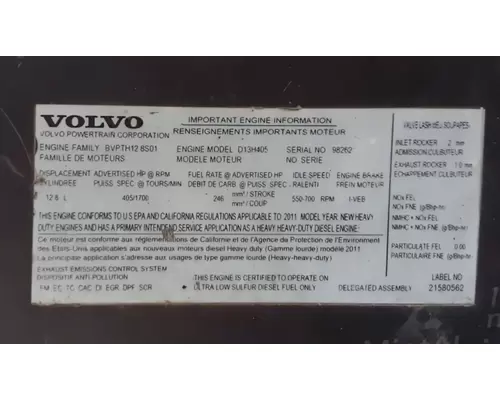 VOLVO
VOLVO POWERTRAIN CORPORATION
IMPORTANT ENGINE INFORMATION
RENSEIGNEMENTS IMPORTANTS MOTEUR
ENGINE FAMILY BVPTH12.8S01
FAMILLE DE MOTEURS
ENGINE MODEL D13H405
MODELE MOTEUR
SERIAL NO 98262
NO SERIE
DISPLACEMENT
CYLINDREE
12.8 L
ADVERTISED HP @ RPM
PUISS SPEC @ TOURS/MIN
405/1700
FUEL RATE @ ADVERTISED HP
DEBIT DE CARB @ PUISS SPEC
246 mm³/ STROKE
mm³/ COUP
IDLE SPEED
RALENTI
550-700 RPM
ENGINE BRAKE
FREIN MOTEUR
I-VEB
THIS ENGINE CONFORMS TO U S EPA AND CALIFORNIA REGULATIONS APPLICABLE TO 2011 MODEL YEAR NEW HEAVY
DUTY ENGINES AND HAS A PRIMARY INTENDED SERVICE APPLICATION AS A HEAVY HEAVY-DUTY DIESEL ENGINE.
Ce moteur est conforme aux réglementations de Californie et de l'Agence de Protection de l'Environnement
des Etats-Unis applicables aux nouveaux moteurs diesel Heavy Duty (Gamme lourde) modèle 2011
La principale application s'adresse au type gamme lourde (Heavy-heavy-duty)
EXHAUST EMISSIONS CONTROL SYSTEM
DISPOSITIF ANTI-POLLUTION
EM EC TC CAC DI EGR DPF SCR
THIS ENGINE IS CERTIFIED TO OPERATE ON
ULTRA LOW SULFUR DIESEL FUEL ONLY
DELEGATED ASSEMBLY
VALVE LASH
SOUPAPES
INLET ROCKER .2 mm
ADMISSION CULBUTEUR
EXHAUST ROCKER 1.0 mm
ECHAPPEMENT CULBUTEUR
NOx FEL
NOx FNE (g/Bhp-hr)
NMHC + NOx FEL
NMHC + NOx FNE (g/Bhp-hr)
PARTICULATE FEL 0.00
PARTICULAIRE FNE (g/Bhp-hr)
LABEL NO
21580562